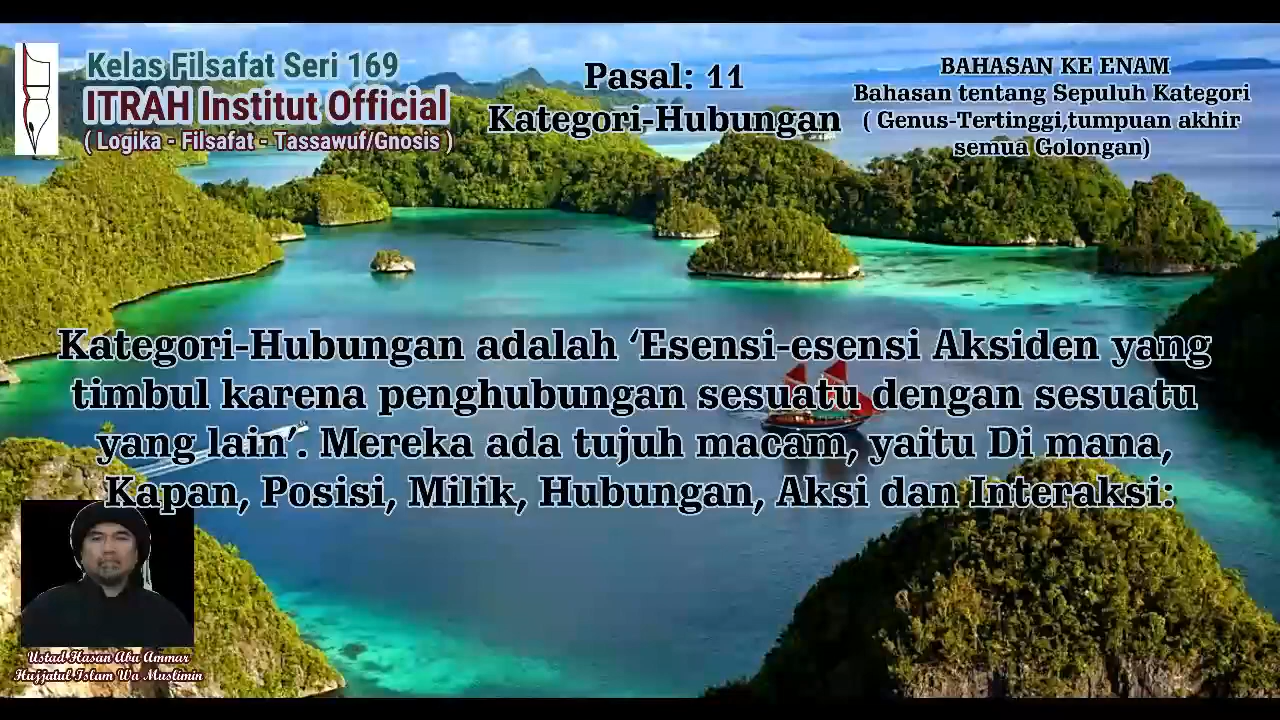 Kelas Filsafat Seri 169
ITRAH Institut Official
( Logika - Filsafat - Tassawuf/Gnosis )
Pasal: 11
Kategori-Hubungan
BAHASAN KE ENAM
Bahasan tentang Sepuluh Kategori
( Genus-Tertinggi,tumpuan akhir
semua Golongan)
Kategori-Hubungan adalah ‘Esensi-esensi Aksiden yang
timbul karena penghubungan sesuatu dengan sesuatu
yang lain’. Mereka ada tujuh macam, yaitu Di mana,
Kapan, Posisi, Milik, Hubungan, Aksi dan Interaksi:
Ustad Hasan Abu Ammar
Hujjatul Islam Wa Muslimin